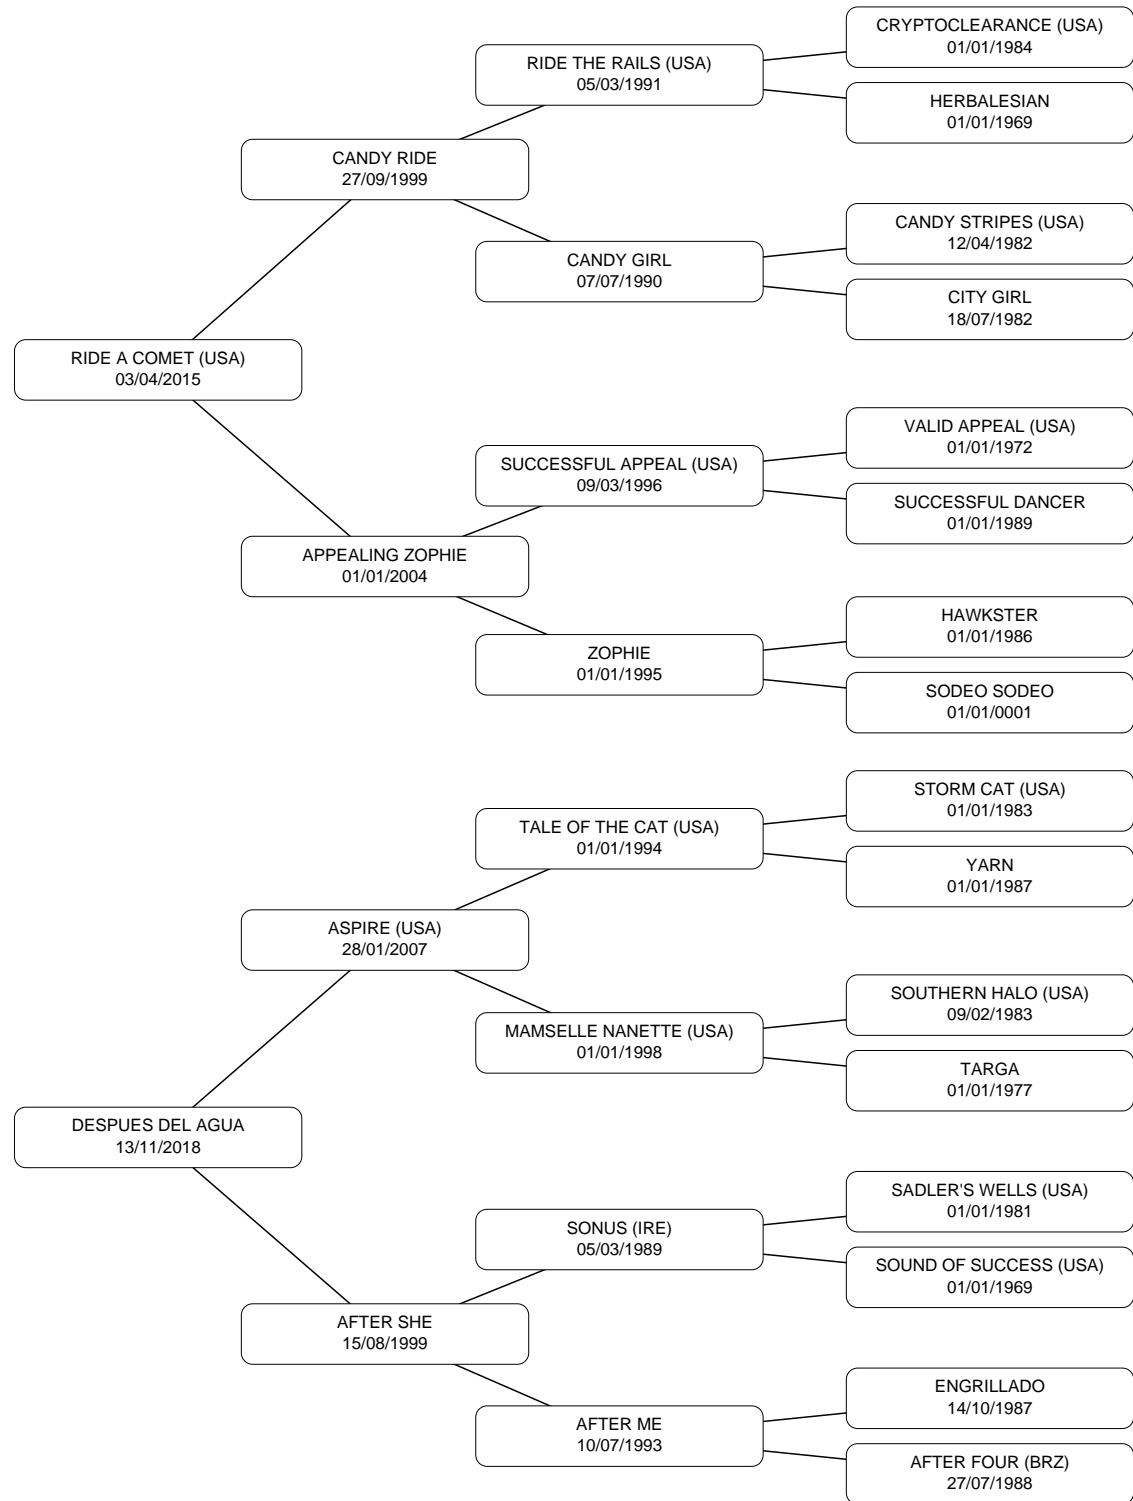 CRYPTOCLEARANCE (USA)
01/01/1984
RIDE THE RAILS (USA)
05/03/1991
HERBALESIAN
01/01/1969
CANDY RIDE
27/09/1999
CANDY STRIPES (USA)
12/04/1982
CANDY GIRL
07/07/1990
CITY GIRL
18/07/1982
RIDE A COMET (USA)
03/04/2015
VALID APPEAL (USA)
01/01/1972
SUCCESSFUL APPEAL (USA)
09/03/1996
SUCCESSFUL DANCER
01/01/1989
APPEALING ZOPHIE
01/01/2004
HAWKSTER
01/01/1986
ZOPHIE
01/01/1995
SODEO SODEO
01/01/0001
STORM CAT (USA)
01/01/1983
TALE OF THE CAT (USA)
01/01/1994
YARN
01/01/1987
ASPIRE (USA)
28/01/2007
SOUTHERN HALO (USA)
09/02/1983
MAMSELLE NANETTE (USA)
01/01/1998
TARGA
01/01/1977
DESPUES DEL AGUA
13/11/2018
SADLER'S WELLS (USA)
01/01/1981
SONUS (IRE)
05/03/1989
SOUND OF SUCCESS (USA)
01/01/1969
AFTER SHE
15/08/1999
ENGRILLADO
14/10/1987
AFTER ME
10/07/1993
AFTER FOUR (BRZ)
27/07/1988